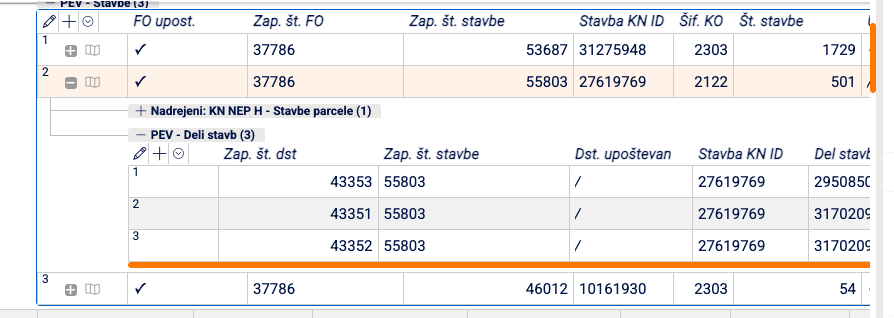 PEV - Stavbe (3)
FO upošt. Zap. št. FO Zap. št. stavbe Stavba KN ID Šif. KO Št. stavbe
1 ✓ 37786 53687 31275948 2303 1729
2 ✓ 37786 55803 27619769 2122 501 /
+ Nadrejeni: KN NEP H - Stavbe parcele (1)
− PEV - Deli stavb (3)
Zap. št. dst Zap. št. stavbe Dst. upoštevan Stavba KN ID Del stavb
1 43353 55803 / 27619769 2950850
2 43351 55803 / 27619769 3170209
3 43352 55803 / 27619769 3170209
3 ✓ 37786 46012 10161930 2303 54